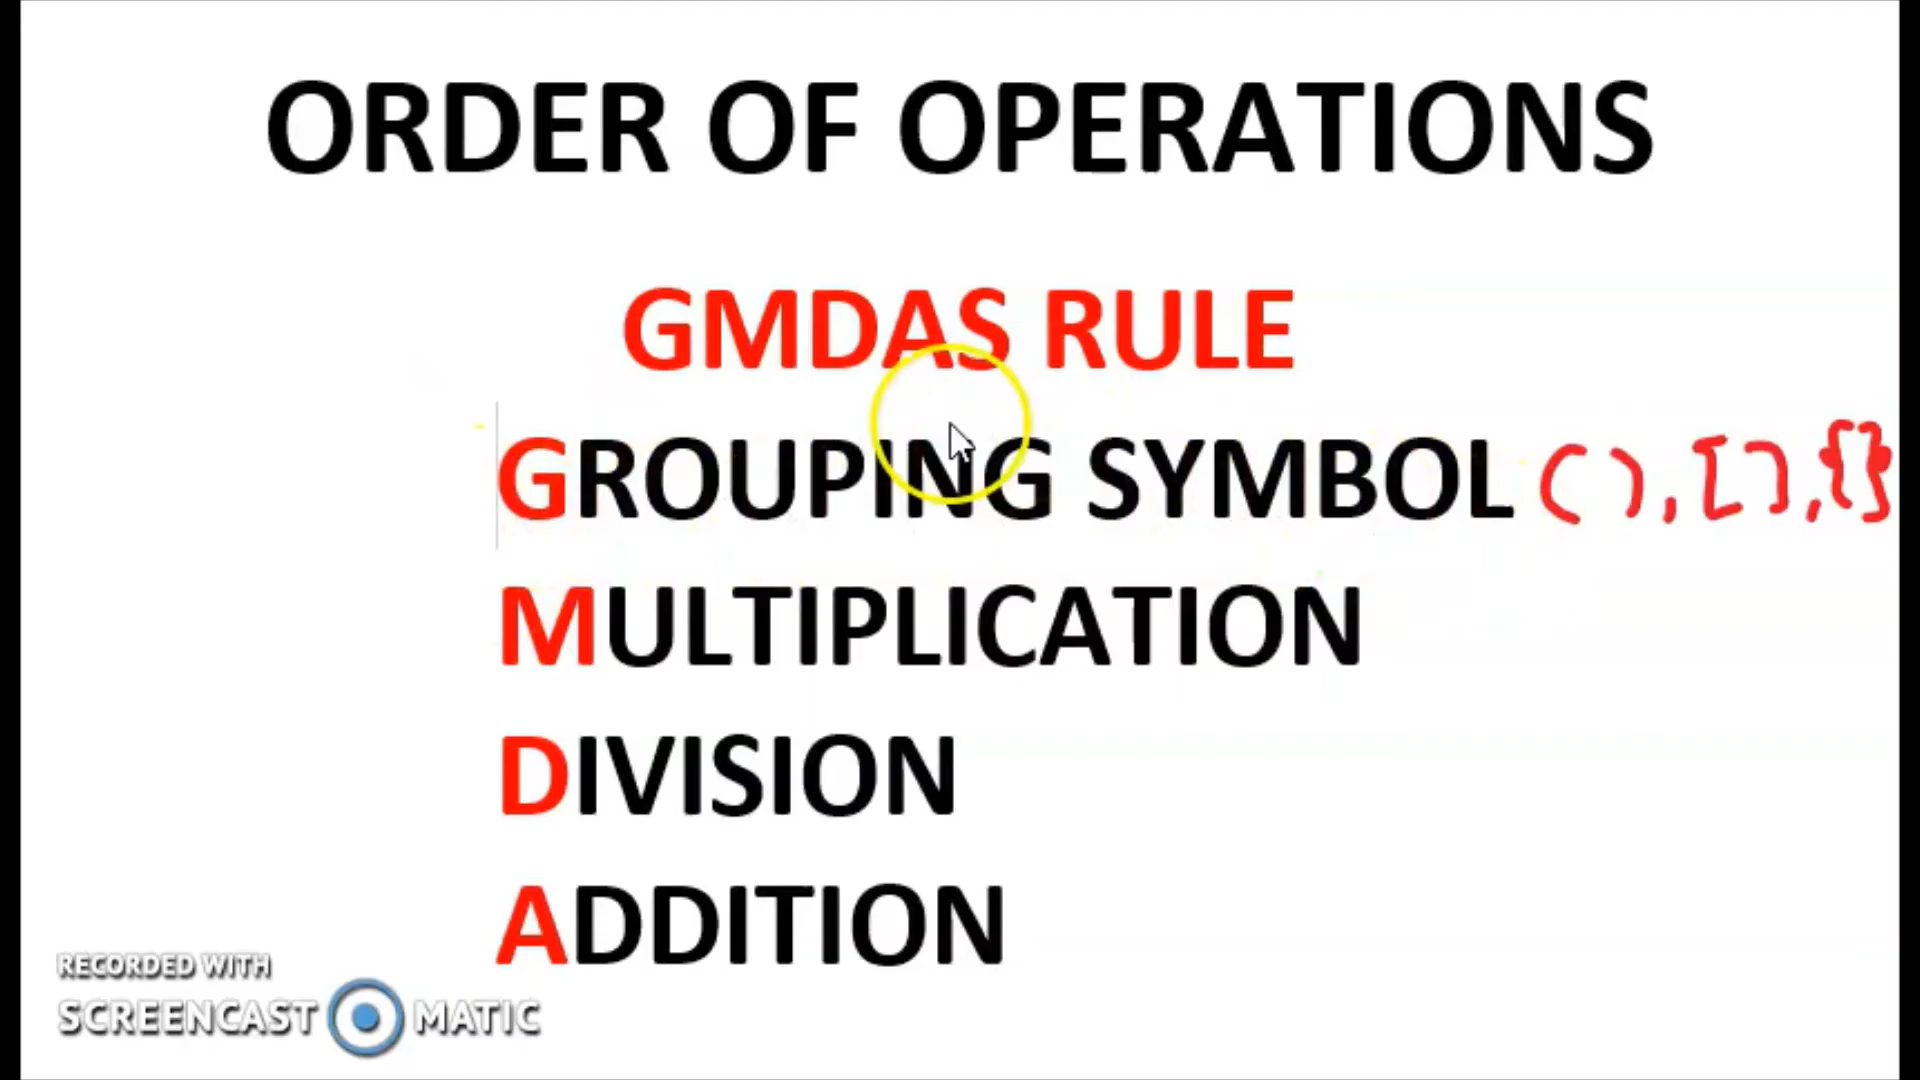 ORDER OF OPERATIONS
GMDAS RULE
GROUPING SYMBOL ( ) , [ ] , { }
MULTIPLICATION
DIVISION
ADDITION
RECORDED WITH
SCREENCAST MATIC